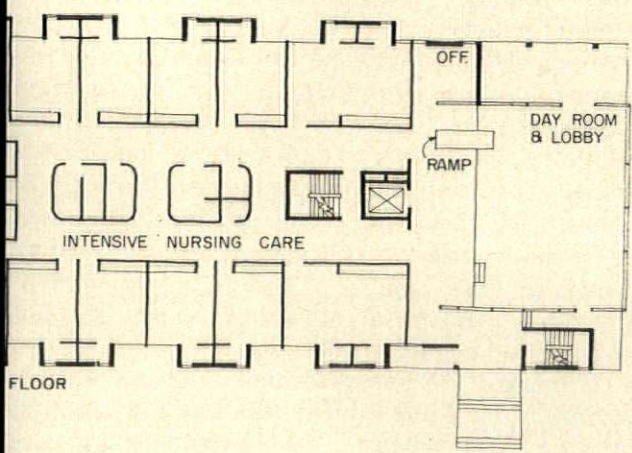 OFF.
DAY ROOM
& LOBBY
RAMP
INTENSIVE NURSING CARE
FLOOR